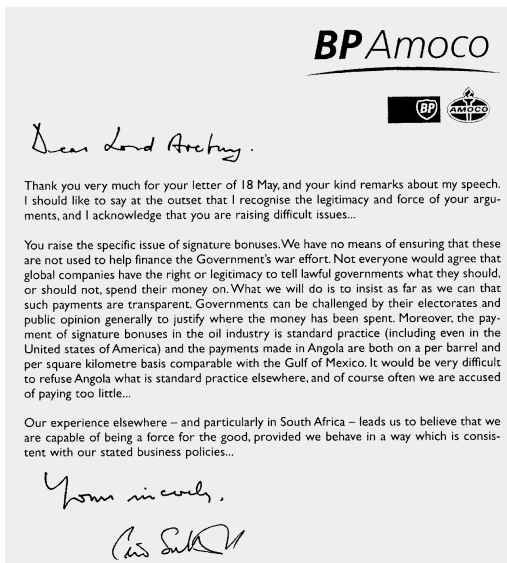 BP Amoco
BP
AMOCO
Dear Lord Avebury.
Thank you very much for your letter of 18 May, and your kind remarks about my speech.
I should like to say at the outset that I recognise the legitimacy and force of your argu-
ments, and I acknowledge that you are raising difficult issues...
You raise the specific issue of signature bonuses. We have no means of ensuring that these
are not used to help finance the Government's war effort. Not everyone would agree that
global companies have the right or legitimacy to tell lawful governments what they should,
or should not, spend their money on. What we will do is to insist as far as we can that
such payments are transparent. Governments can be challenged by their electorates and
public opinion generally to justify where the money has been spent. Moreover, the pay-
ment of signature bonuses in the oil industry is standard practice (including even in the
United states of America) and the payments made in Angola are both on a per barrel and
per square kilometre basis comparable with the Gulf of Mexico. It would be very difficult
to refuse Angola what is standard practice elsewhere, and of course often we are accused
of paying too little...
Our experience elsewhere – and particularly in South Africa – leads us to believe that we
are capable of being a force for the good, provided we behave in a way which is consis-
tent with our stated business policies...
Yours sincerely,